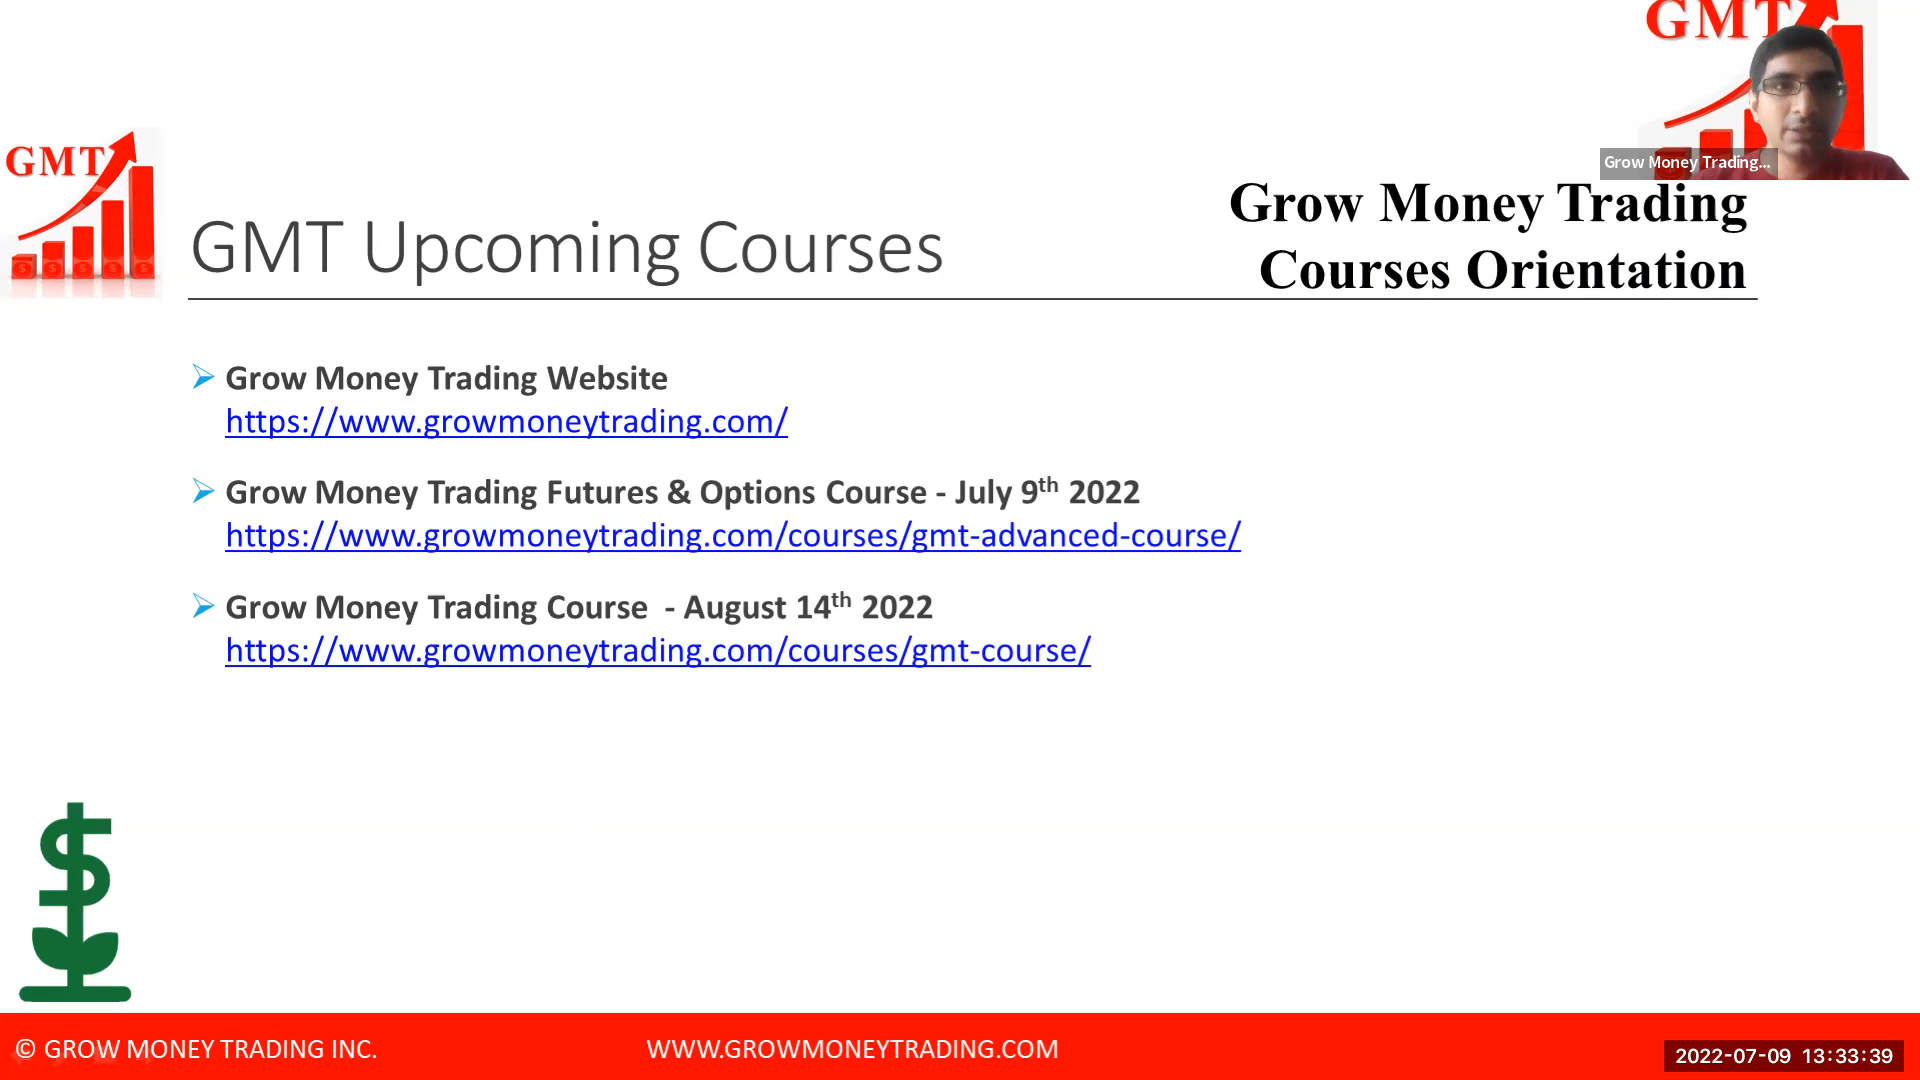 GMT
Grow Money Trading...
GMT
GMT Upcoming Courses
Grow Money Trading
Courses Orientation
Grow Money Trading Website
https://www.growmoneytrading.com/
Grow Money Trading Futures & Options Course - July 9th 2022
https://www.growmoneytrading.com/courses/gmt-advanced-course/
Grow Money Trading Course - August 14th 2022
https://www.growmoneytrading.com/courses/gmt-course/
© GROW MONEY TRADING INC.
WWW.GROWMONEYTRADING.COM
2022-07-09 13:33:39